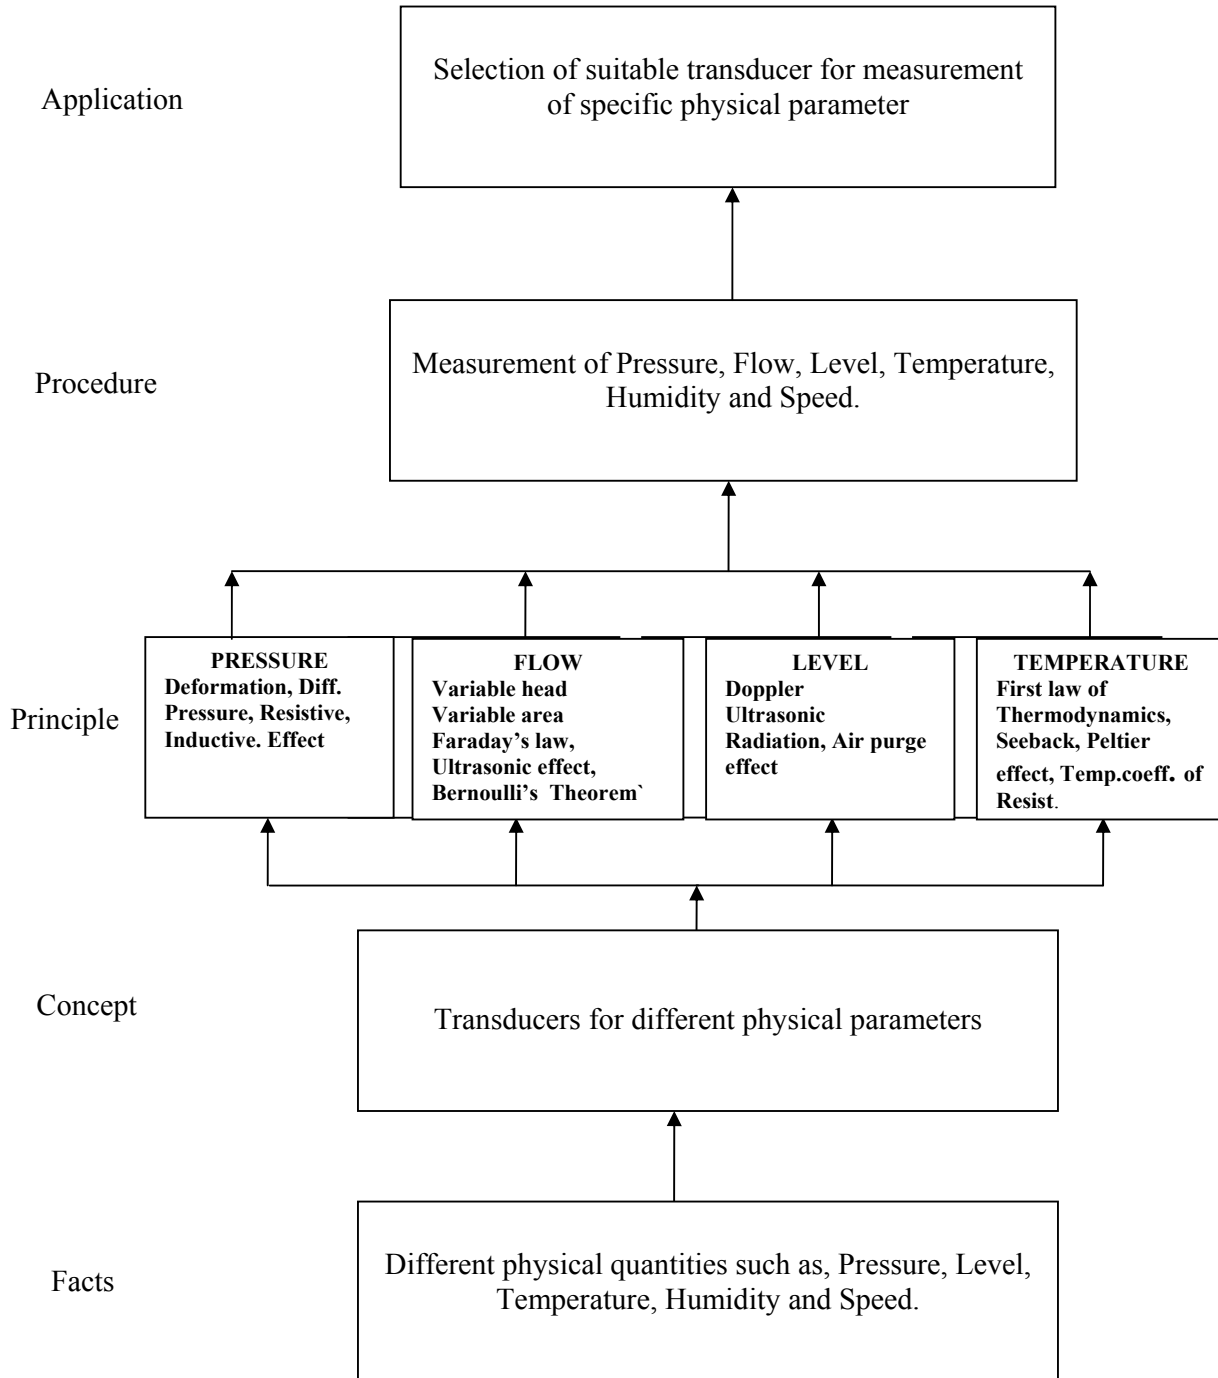 Application
Selection of suitable transducer for measurement
of specific physical parameter
Procedure
Measurement of Pressure, Flow, Level, Temperature,
Humidity and Speed.
Principle
PRESSURE
Deformation, Diff.
Pressure, Resistive,
Inductive. Effect
FLOW
Variable head
Variable area
Faraday’s law,
Ultrasonic effect,
Bernoulli’s Theorem`
LEVEL
Doppler
Ultrasonic
Radiation, Air purge
effect
TEMPERATURE
First law of
Thermodynamics,
Seeback, Peltier
effect, Temp.coeff. of
Resist.
Concept
Transducers for different physical parameters
Facts
Different physical quantities such as, Pressure, Level,
Temperature, Humidity and Speed.